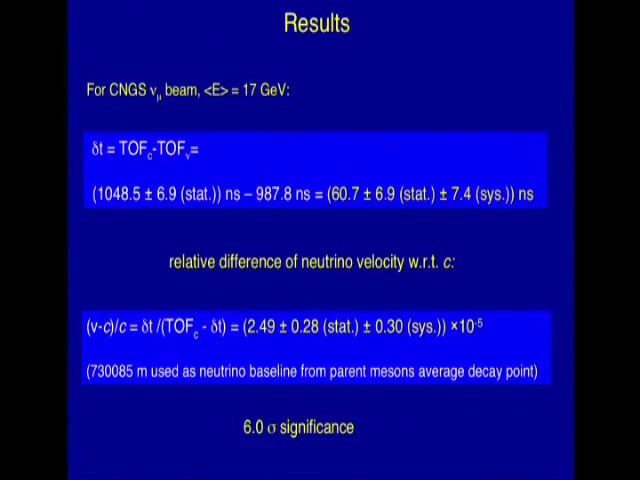 Results
For CNGS νμ beam, <E> = 17 GeV:
δt = TOFc-TOFν=
(1048.5 ± 6.9 (stat.)) ns – 987.8 ns = (60.7 ± 6.9 (stat.) ± 7.4 (sys.)) ns
relative difference of neutrino velocity w.r.t. c:
(v-c)/c = δt /(TOFc - δt) = (2.49 ± 0.28 (stat.) ± 0.30 (sys.)) ×10-5
(730085 m used as neutrino baseline from parent mesons average decay point)
6.0 σ significance